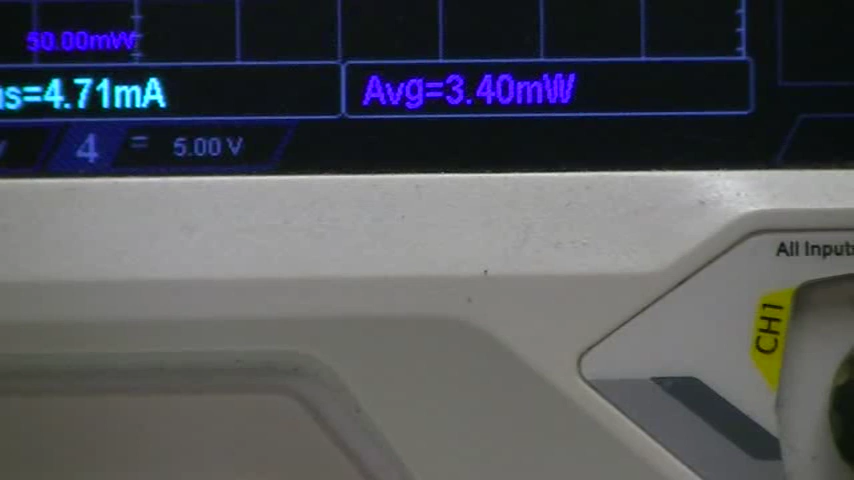 50.00mW
s=4.71mA
Avg=3.40mW
4 = 5.00 V
All Inputs
CH1